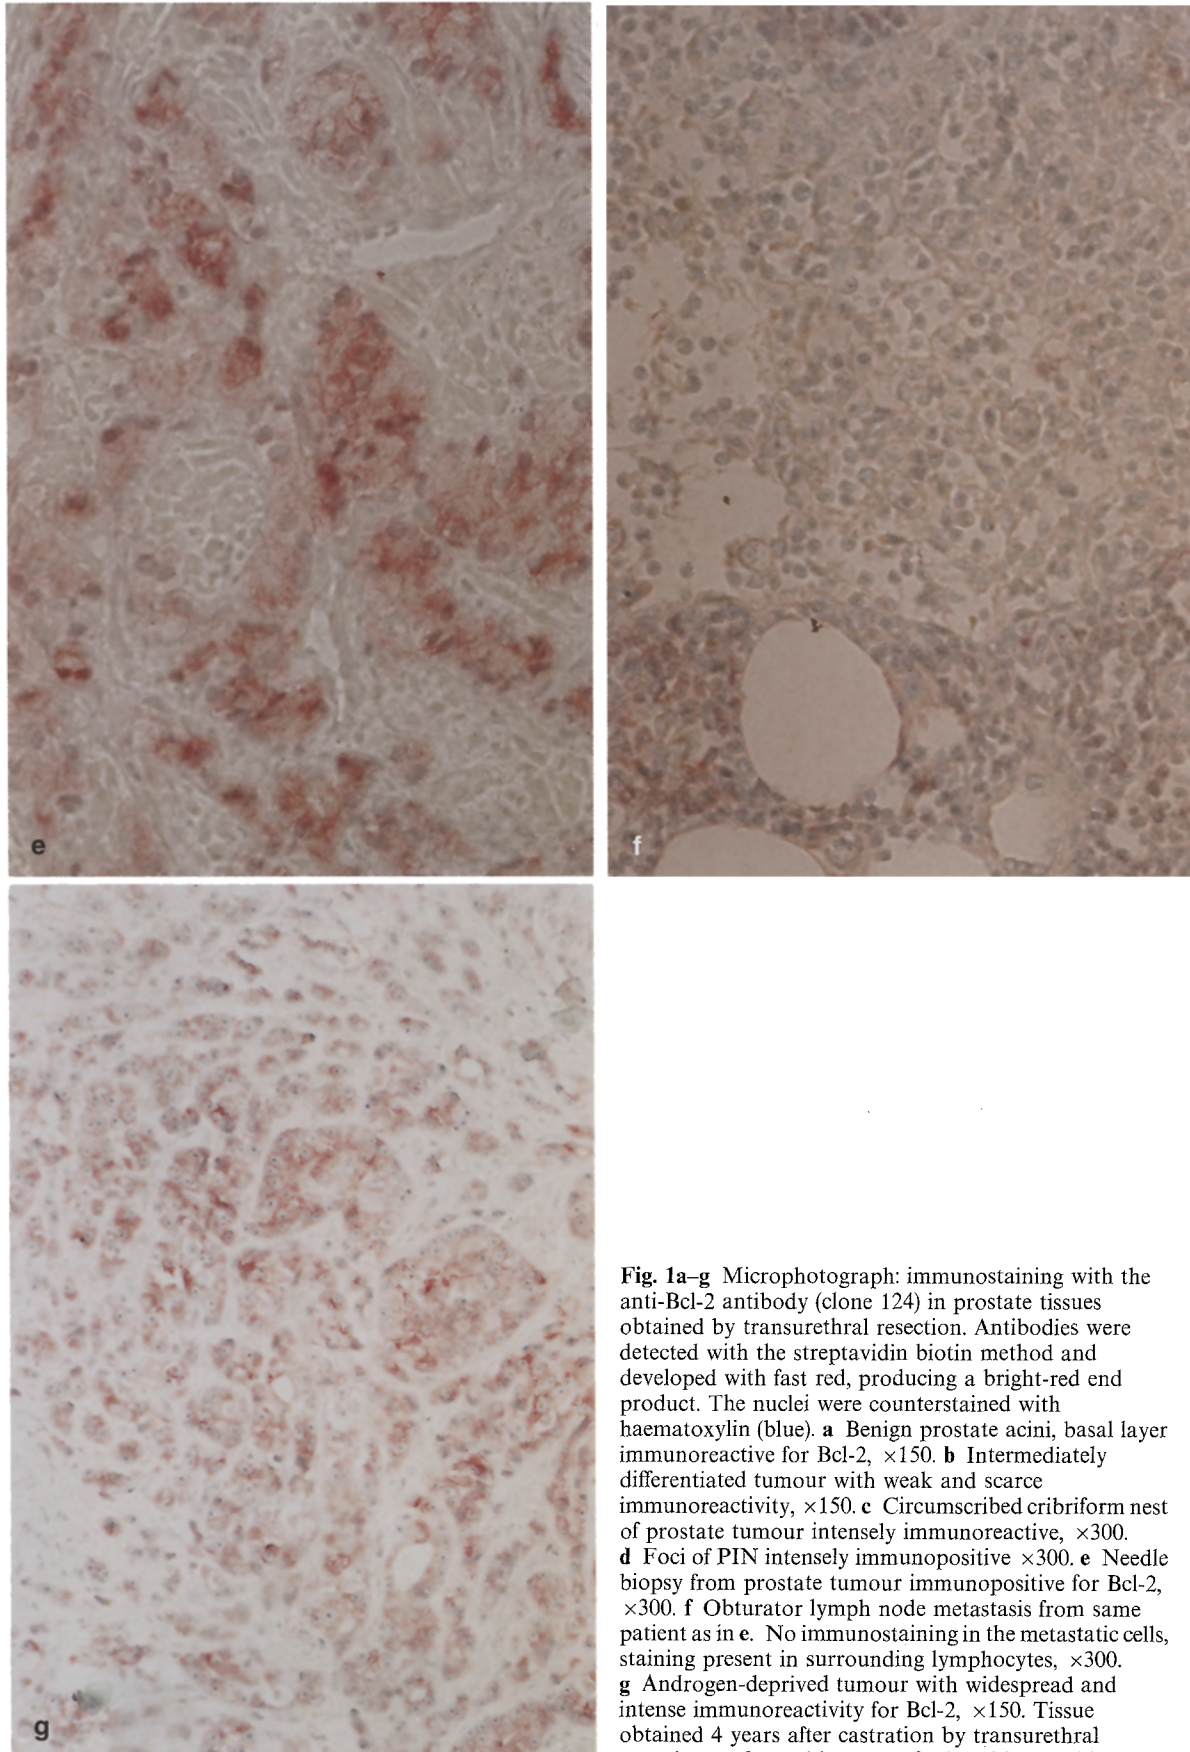 e
f
g
Fig. 1a–g Microphotograph: immunostaining with the
anti-Bcl-2 antibody (clone 124) in prostate tissues
obtained by transurethral resection. Antibodies were
detected with the streptavidin biotin method and
developed with fast red, producing a bright-red end
product. The nuclei were counterstained with
haematoxylin (blue). a Benign prostate acini, basal layer
immunoreactive for Bcl-2, ×150. b Intermediately
differentiated tumour with weak and scarce
immunoreactivity, ×150. c Circumscribed cribriform nest
of prostate tumour intensely immunoreactive, ×300.
d Foci of PIN intensely immunopositive ×300. e Needle
biopsy from prostate tumour immunopositive for Bcl-2,
×300. f Obturator lymph node metastasis from same
patient as in e. No immunostaining in the metastatic cells,
staining present in surrounding lymphocytes, ×300.
g Androgen-deprived tumour with widespread and
intense immunoreactivity for Bcl-2, ×150. Tissue
obtained 4 years after castration by transurethral